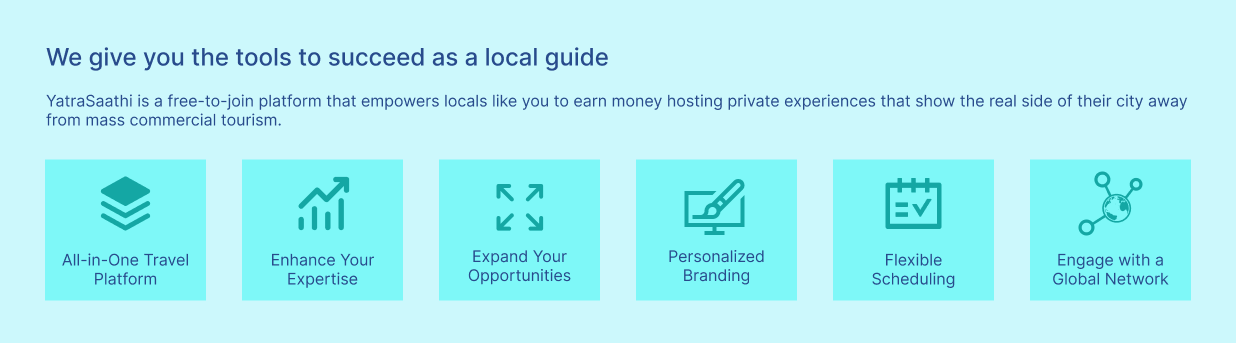 We give you the tools to succeed as a local guide
YatraSaathi is a free-to-join platform that empowers locals like you to earn money hosting private experiences that show the real side of their city away
from mass commercial tourism.
All-in-One Travel
Platform
Enhance Your
Expertise
Expand Your
Opportunities
Personalized
Branding
Flexible
Scheduling
Engage with a
Global Network